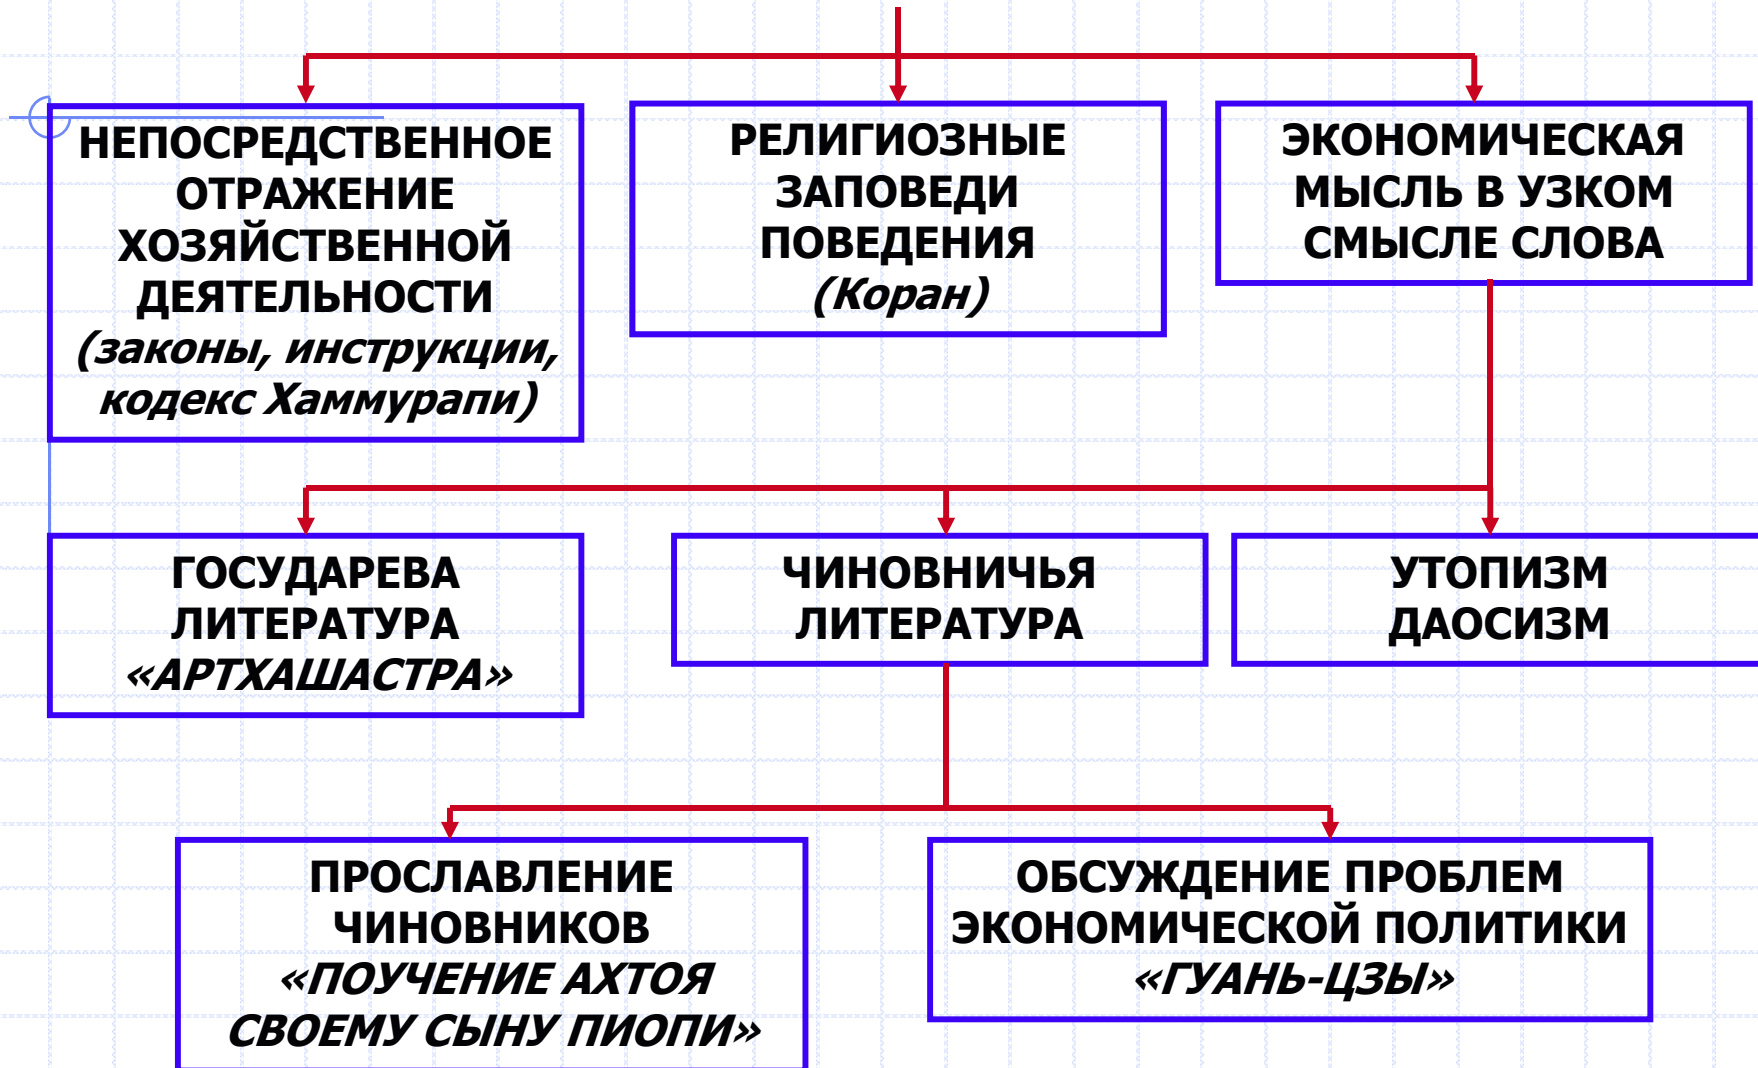 НЕПОСРЕДСТВЕННОЕ
ОТРАЖЕНИЕ
ХОЗЯЙСТВЕННОЙ
ДЕЯТЕЛЬНОСТИ
(законы, инструкции,
кодекс Хаммурапи)
РЕЛИГИОЗНЫЕ
ЗАПОВЕДИ
ПОВЕДЕНИЯ
(Коран)
ЭКОНОМИЧЕСКАЯ
МЫСЛЬ В УЗКОМ
СМЫСЛЕ СЛОВА
ГОСУДАРЕВА
ЛИТЕРАТУРА
«АРТХАШАСТРА»
ЧИНОВНИЧЬЯ
ЛИТЕРАТУРА
УТОПИЗМ
ДАОСИЗМ
ПРОСЛАВЛЕНИЕ
ЧИНОВНИКОВ
«ПОУЧЕНИЕ АХТОЯ
СВОЕМУ СЫНУ ПИОПИ»
ОБСУЖДЕНИЕ ПРОБЛЕМ
ЭКОНОМИЧЕСКОЙ ПОЛИТИКИ
«ГУАНЬ-ЦЗЫ»